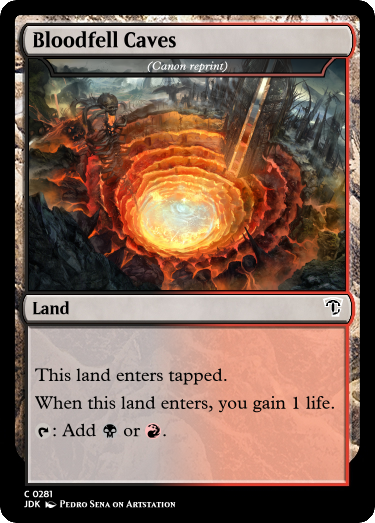 Bloodfell Caves
(Canon reprint)
Land
This land enters tapped.
When this land enters, you gain 1 life.
: Add or .
C 0281
JDK Pedro Sena on Artstation